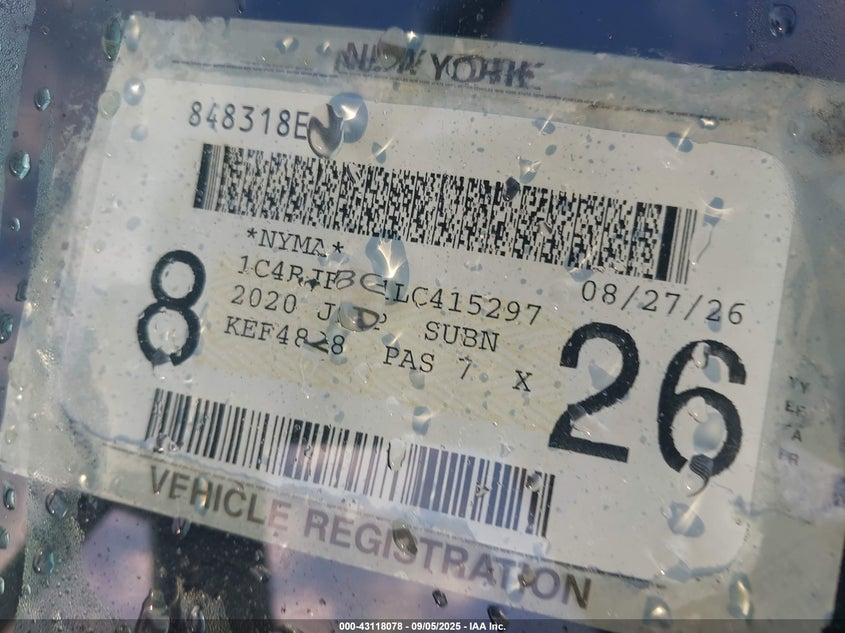 NEW YORK
848318E
*NYMA*
08/27/26
2020 SUBN
KEF4828 PAS 7 X
8
26
VEHICLE REGISTRATION
000-43118078 - 09/05/2025 - IAA Inc.